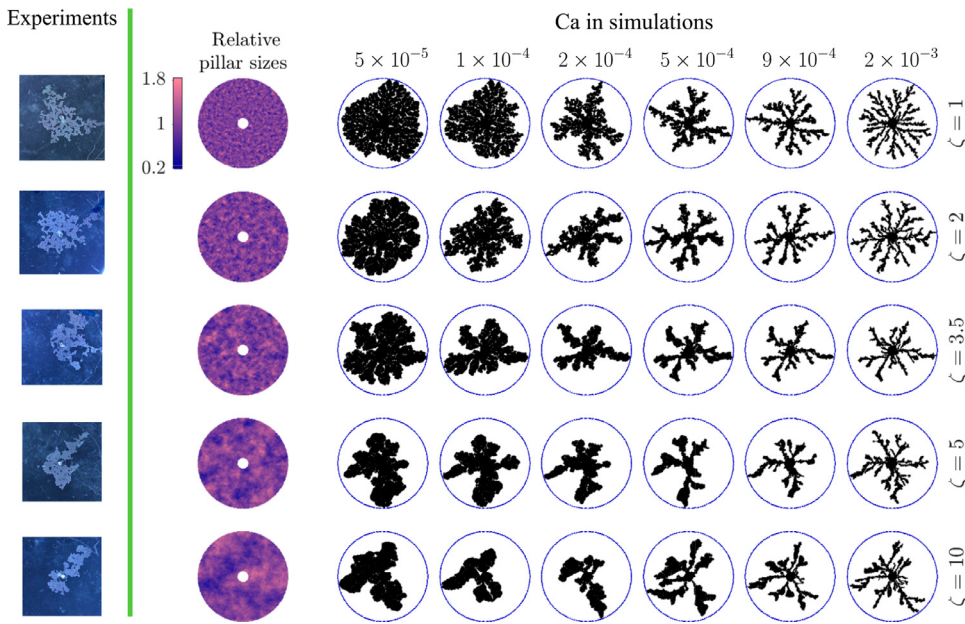 Experiments
Relative
pillar sizes
Ca in simulations
5 × 10⁻⁵ 1 × 10⁻⁴ 2 × 10⁻⁴ 5 × 10⁻⁴ 9 × 10⁻⁴ 2 × 10⁻³
1.8
1
0.2
ζ = 1
ζ = 2
ζ = 3.5
ζ = 5
ζ = 10